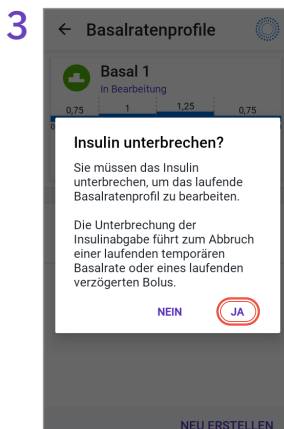 3
Basalratenprofile
Basal 1
In Bearbeitung
0,75 1 1,25 0,75
Insulin unterbrechen?
Sie müssen das Insulin
unterbrechen, um das laufende
Basalratenprofil zu bearbeiten.
Die Unterbrechung der
Insulinabgabe führt zum Abbruch
einer laufenden temporären
Basalrate oder eines laufenden
verzögerten Bolus.
NEIN JA
NEU ERSTELLEN